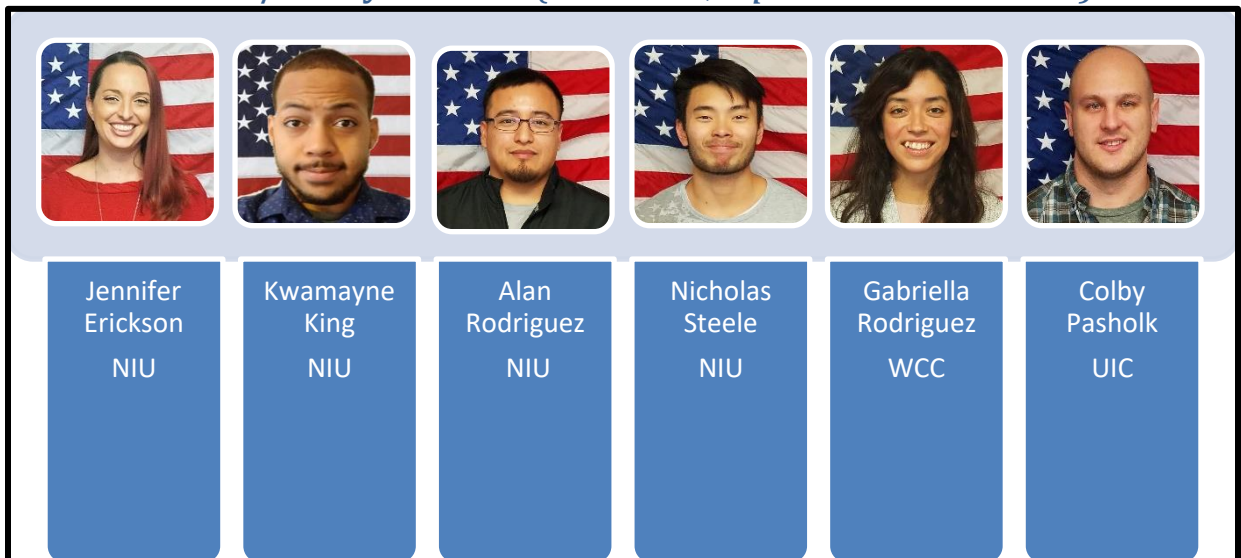 Jennifer
Erickson
NIU
Kwamayne
King
NIU
Alan
Rodriguez
NIU
Nicholas
Steele
NIU
Gabriella
Rodriguez
WCC
Colby
Pasholk
UIC